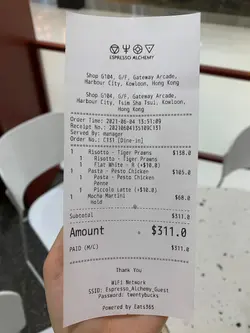 ESPRESSO ALCHEMY
Shop G104, G/F, Gateway Arcade,
Harbour City, Kowloon, Hong Kong
Shop G104, G/F, Gateway Arcade,
Harbour City, Tsim Sha Tsui, Kowloon,
Hong Kong
Order Time: 2021-06-04 13:51:09
Receipt No.: 20210604135109C131
Served By: Manager
Order No.: C131 [Dine-in]
1 Risotto - Tiger Prawns $138.0
1 Risotto - Tiger Prawns
1 Flat White - R (+$0.0)
1 Pasta - Pesto Chicken $105.0
1 Pasta - Pesto Chicken
Penne
1 Piccolo Latte (+$0.0)
1 Mocha Martini $68.0
hold
Subtotal $311.0
Amount $311.0
PAID (M/C) $311.0
Thank You
WiFi Network
SSID: Espresso_Alchemy_Guest
Password: twentybucks
Powered by Eats365